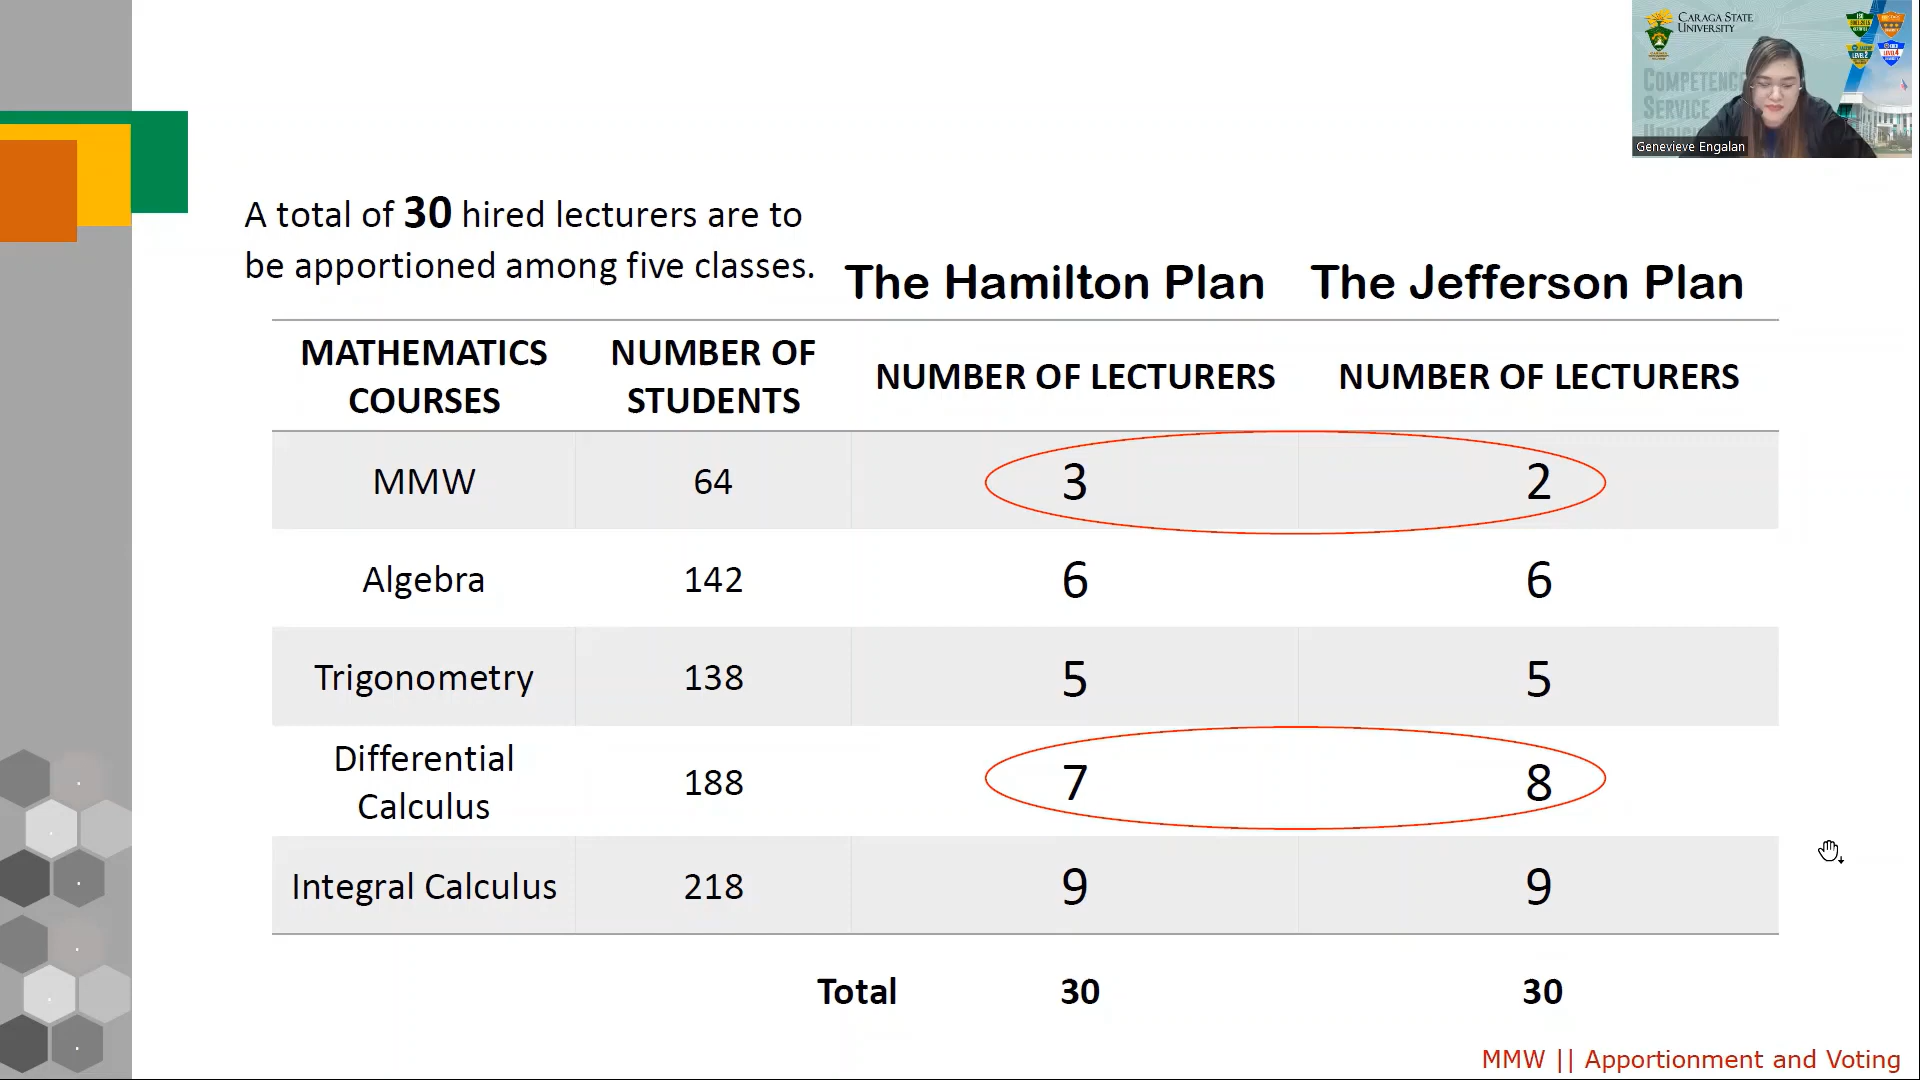 CARAGA STATE
UNIVERSITY
COMPETENC
SERVICE
Genevieve Engalan
A total of 30 hired lecturers are to
be apportioned among five classes.
The Hamilton Plan
The Jefferson Plan
MATHEMATICS
COURSES
NUMBER OF
STUDENTS
NUMBER OF LECTURERS
NUMBER OF LECTURERS
MMW 64 3 2
Algebra 142 6 6
Trigonometry 138 5 5
Differential
Calculus
188 7 8
Integral Calculus 218 9 9
Total 30 30
MMW || Apportionment and Voting